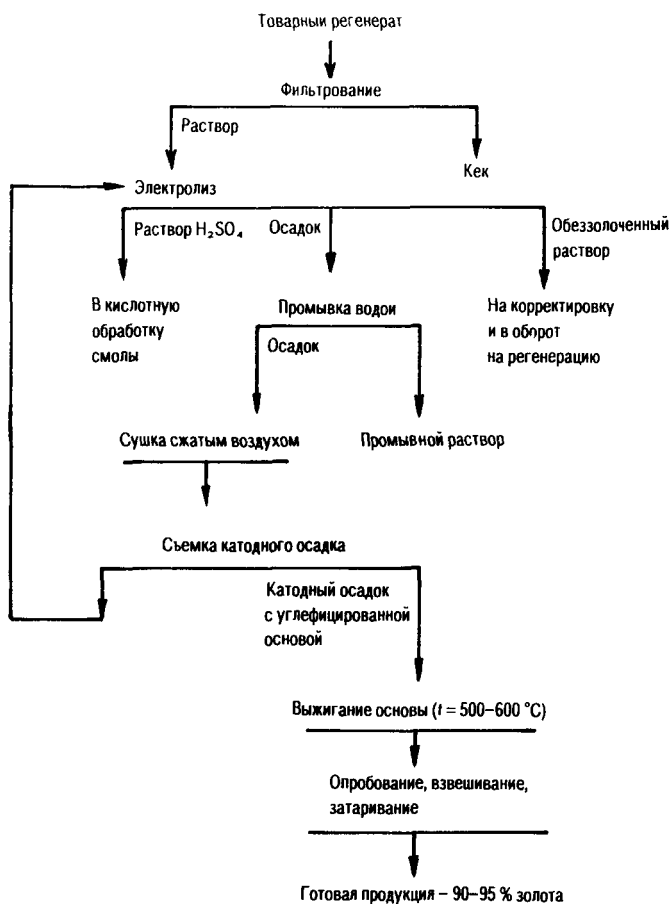 Товарный регенерат
Фильтрование
Раствор
Кек
Электролиз
Раствор H₂SO₄
Осадок
Обеззолоченный
раствор
В кислотную
обработку
смолы
Промывка водои
На корректировку
и в оборот
на регенерацию
Осадок
Сушка сжатым воздухом
Промывной раствор
Съемка катодного осадка
Катодный осадок
с углефицированной
основой
Выжигание основы (t = 500–600 °C)
Опробование, взвешивание,
затаривание
Готовая продукция – 90–95 % золота